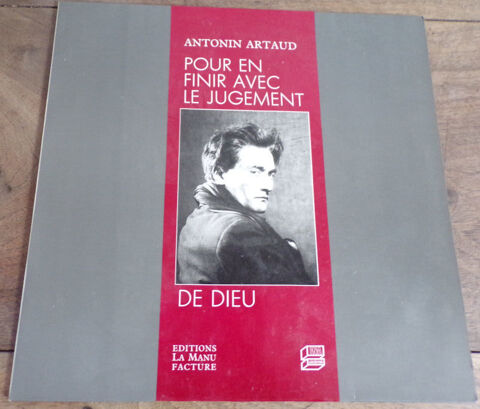 ANTONIN ARTAUD
POUR EN
FINIR AVEC
LE JUGEMENT
DE DIEU
EDITIONS
LA MANU
FACTURE